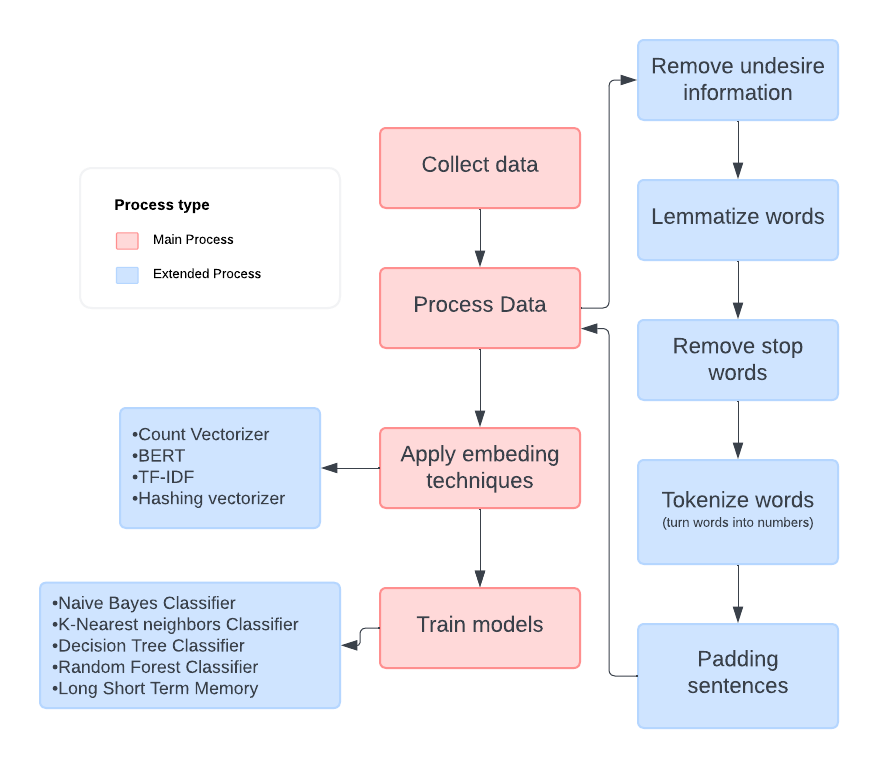 Remove undesire
information
Collect data
Process type
Main Process
Extended Process
Lemmatize words
Process Data
Remove stop
words
•Count Vectorizer
•BERT
•TF-IDF
•Hashing vectorizer
Apply embeding
techniques
Tokenize words
(turn words into numbers)
•Naive Bayes Classifier
•K-Nearest neighbors Classifier
•Decision Tree Classifier
•Random Forest Classifier
•Long Short Term Memory
Train models
Padding
sentences